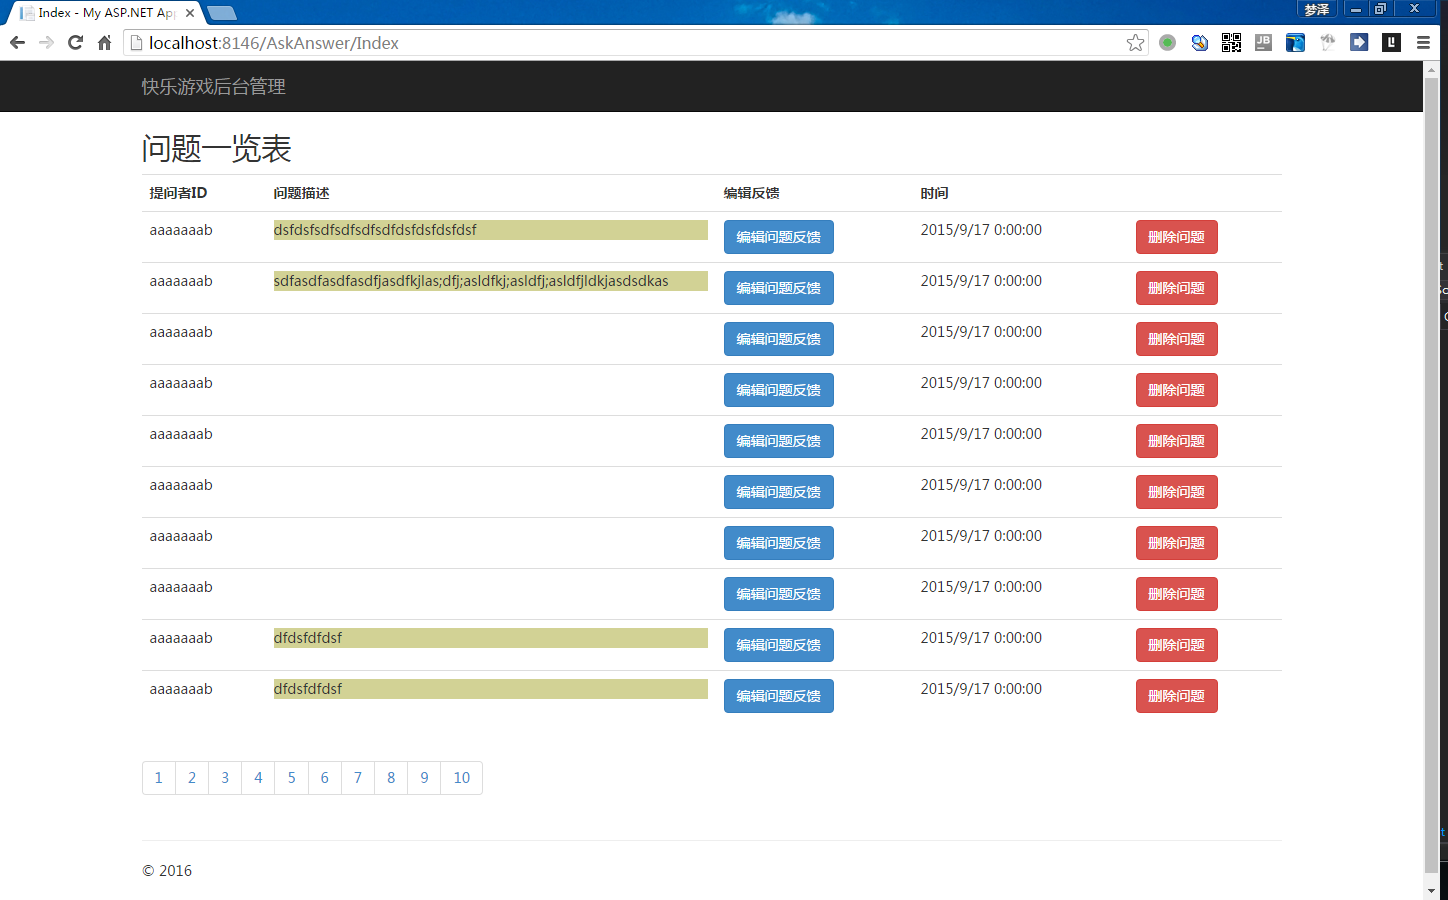 Index - My ASP.NET App
梦泽
localhost:8146/AskAnswer/Index
快乐游戏后台管理
问题一览表
提问者ID 问题描述 编辑反馈 时间
aaaaaaab dsfdsfsdfsdfsdfsdfdsfdsfdsfdsf 编辑问题反馈 2015/9/17 0:00:00 删除问题
aaaaaaab sdfasdfasdfasdfjasdfkjlas;dfj;asldfkj;asldfj;asldfjldkjasdsdkas 编辑问题反馈 2015/9/17 0:00:00 删除问题
aaaaaaab 编辑问题反馈 2015/9/17 0:00:00 删除问题
aaaaaaab 编辑问题反馈 2015/9/17 0:00:00 删除问题
aaaaaaab 编辑问题反馈 2015/9/17 0:00:00 删除问题
aaaaaaab 编辑问题反馈 2015/9/17 0:00:00 删除问题
aaaaaaab 编辑问题反馈 2015/9/17 0:00:00 删除问题
aaaaaaab 编辑问题反馈 2015/9/17 0:00:00 删除问题
aaaaaaab dfdsfdfdsf 编辑问题反馈 2015/9/17 0:00:00 删除问题
aaaaaaab dfdsfdfdsf 编辑问题反馈 2015/9/17 0:00:00 删除问题
1 2 3 4 5 6 7 8 9 10
© 2016